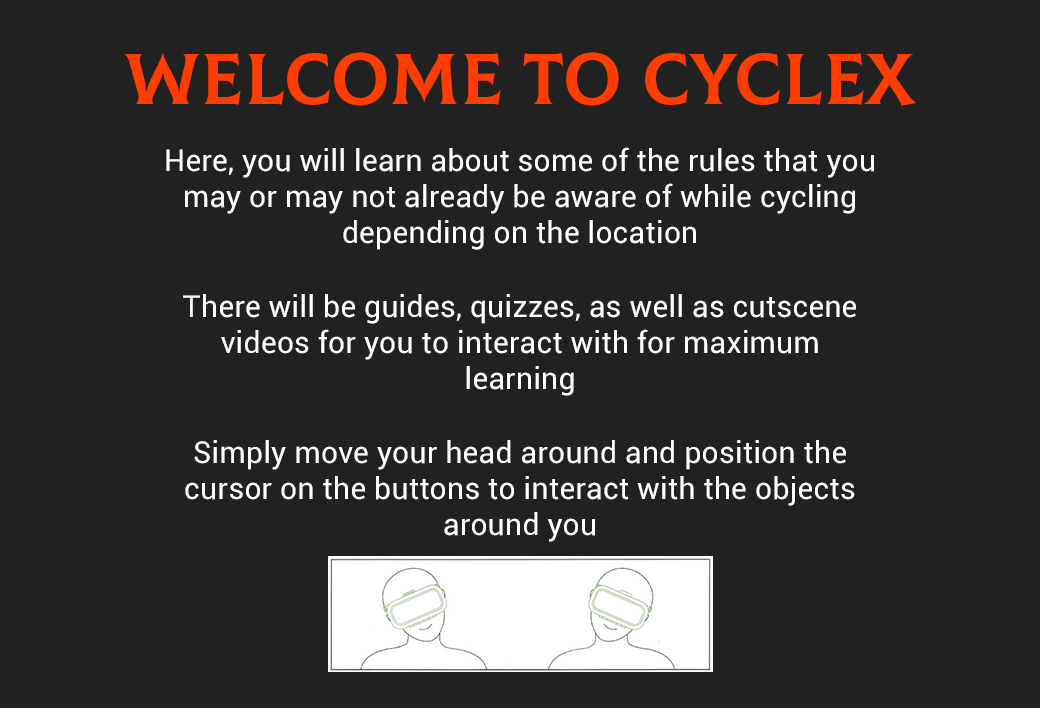 WELCOME TO CYCLEX
Here, you will learn about some of the rules that you
may or may not already be aware of while cycling
depending on the location
There will be guides, quizzes, as well as cutscene
videos for you to interact with for maximum
learning
Simply move your head around and position the
cursor on the buttons to interact with the objects
around you